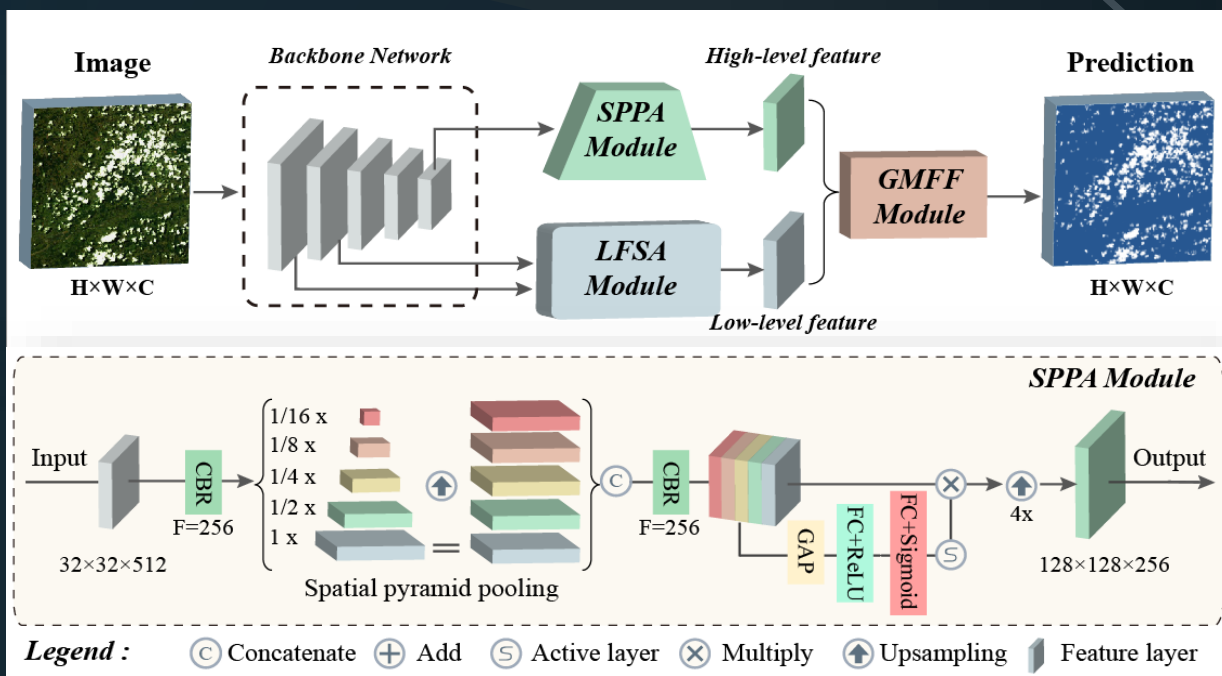 Image
Backbone Network
High-level feature
Prediction
SPPA
Module
GMFF
Module
LFSA
Module
H×W×C
H×W×C
Low-level feature
SPPA Module
Input
CBR
F=256
32×32×512
1/16 x
1/8 x
1/4 x
1/2 x
1 x
=
Spatial pyramid pooling
C
CBR
F=256
GAP
FC+ReLU
FC+Sigmoid
S
4x
Output
128×128×256
Legend :
C Concatenate
Add
S Active layer
Multiply
Upsampling
Feature layer